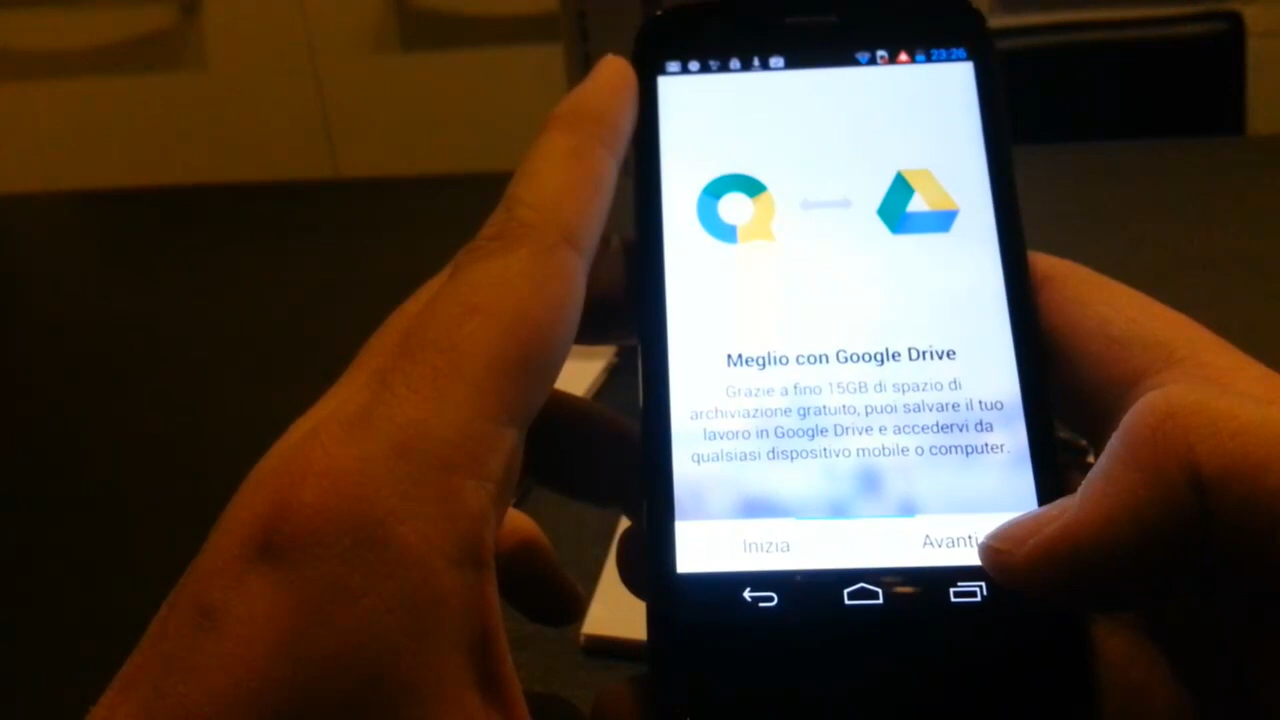 23:26
Meglio con Google Drive
Grazie a fino 15GB di spazio di
archiviazione gratuito, puoi salvare il tuo
lavoro in Google Drive e accedervi da
qualsiasi dispositivo mobile o computer.
Inizia
Avanti